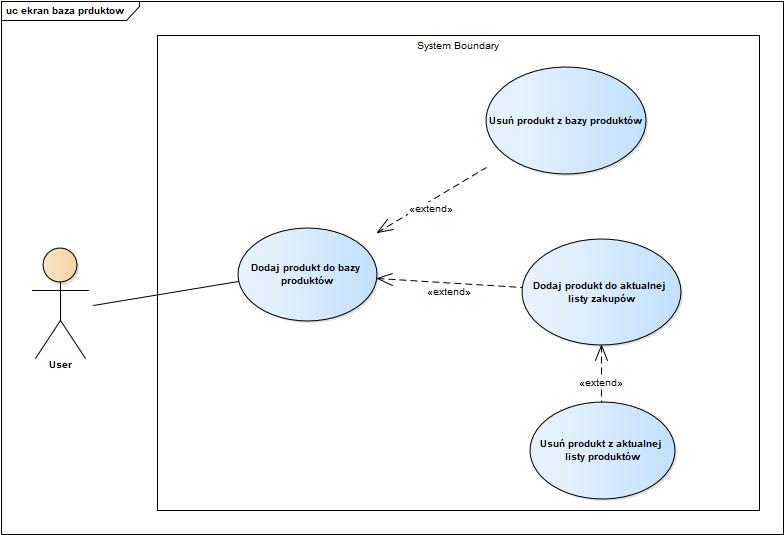 uc ekran baza prduktow
System Boundary
Usuń produkt z bazy produktów
«extend»
Dodaj produkt do bazy
produktów
Dodaj produkt do aktualnej
listy zakupów
«extend»
User
«extend»
Usuń produkt z aktualnej
listy produktów